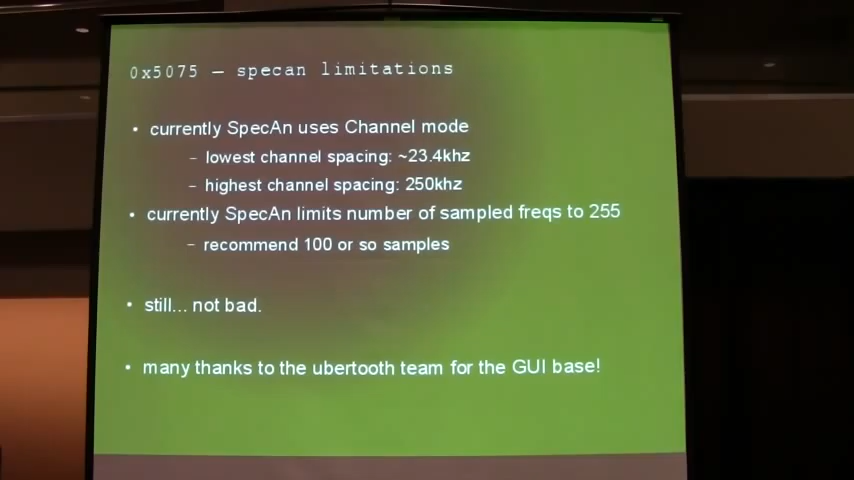 0x5075 – specan limitations
• currently SpecAn uses Channel mode
– lowest channel spacing: ~23.4khz
– highest channel spacing: 250khz
• currently SpecAn limits number of sampled freqs to 255
– recommend 100 or so samples
• still... not bad.
• many thanks to the ubertooth team for the GUI base!